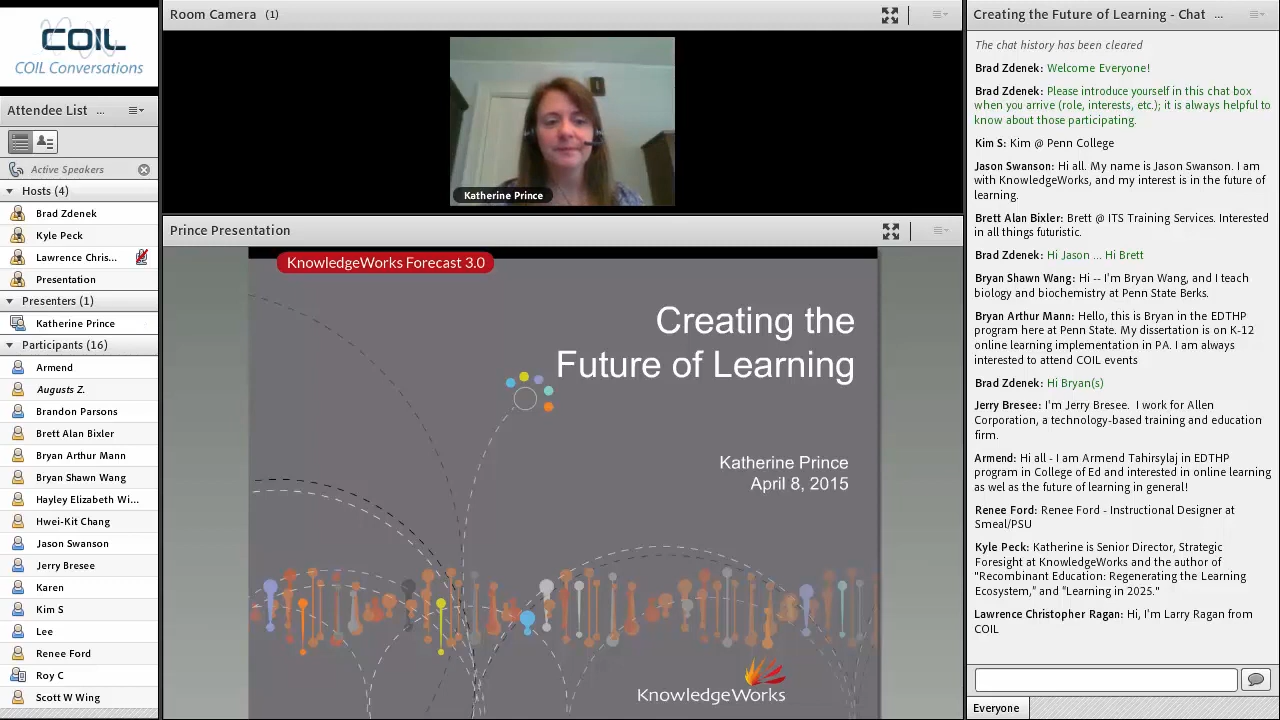 COIL
COIL Conversations
Attendee List ...
Active Speakers
Hosts (4)
Brad Zdenek
Kyle Peck
Lawrence Chris...
Presentation
Presenters (1)
Katherine Prince
Participants (16)
Armend
Augusts Z.
Brandon Parsons
Brett Alan Bixler
Bryan Arthur Mann
Bryan Shawn Wang
Hayley Elizabeth Wi...
Hwei-Kit Chang
Jason Swanson
Jerry Bresee
Karen
Kim S
Lee
Renee Ford
Roy C
Scott W Wing
Room Camera (1)
Katherine Prince
Prince Presentation
KnowledgeWorks Forecast 3.0
Creating the
Future of Learning
Katherine Prince
April 8, 2015
KnowledgeWorks
Creating the Future of Learning - Chat ...
The chat history has been cleared
Brad Zdenek: Welcome Everyone!
Brad Zdenek: Please introduce yourself in this chat box
when you arrive (role, interests, etc.); it is always helpful to
know about those participating.
Kim S: Kim @ Penn College
Jason Swanson: Hi all. My name is Jason Swanson. I am
with KnowledgeWorks, and my interest is in the future of
learning.
Brett Alan Bixler: Brett @ ITS Training Services. Interested
in all things futuristic.
Brad Zdenek: Hi Jason ... Hi Brett
Bryan Shawn Wang: Hi -- I'm Bryan Wang, and I teach
biology and biochemistry at Penn State Berks.
Bryan Arthur Mann: Hello, this is Bryan in the EDTHP
program here at Penn State. My dissertation is on K-12
online learning implementation in PA. I am always
interested to attend COIL events
Brad Zdenek: Hi Bryan(s)
Jerry Bresee: I'm Jerry Bresee. I work for Allen
Corporation, a technology-based training and education
firm.
Armend: Hi all - I am Armend Tahirsylaj in EDTHP
program in College of Ed and interested in online learning
as wel as the future of learning in general!
Renee Ford: Renee Ford - Instructional Designer at
Smeal/PSU
Kyle Peck: Katherine is Senior Director, Strategic
Foresight at KnowledgeWorks and the author of
"Recombinant Education: Regenerating the Learning
Ecosystem," and "Learning in 2025."
Lawrence Christopher Ragan: Hi, I'm Larry Ragan from
COIL
Everyone